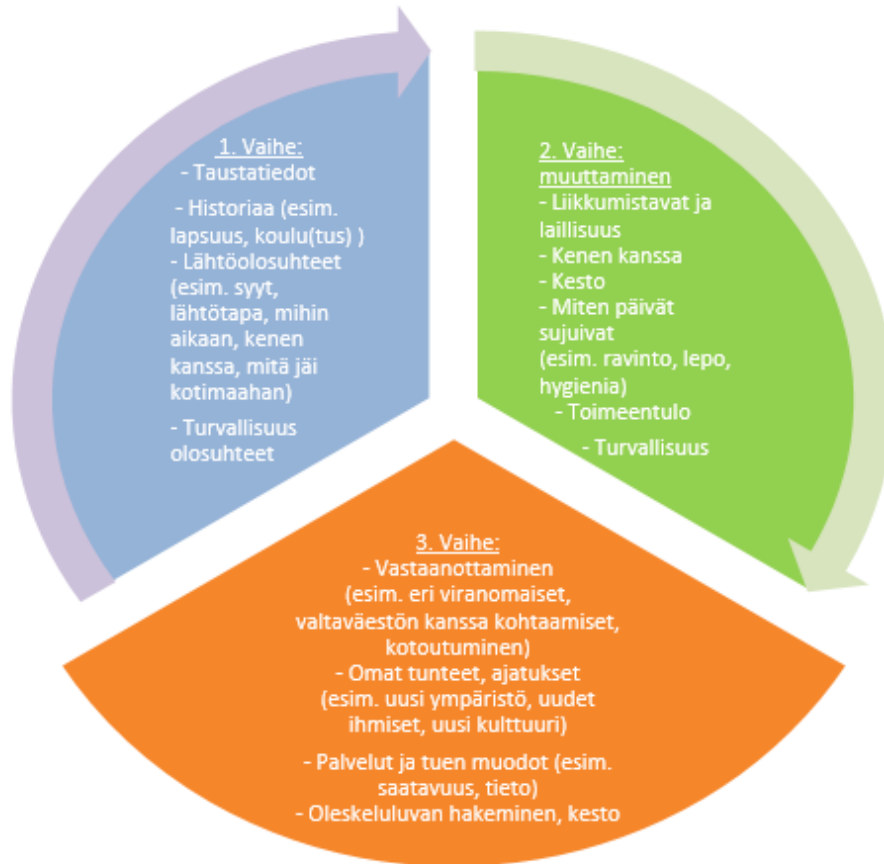 1. Vaihe:
- Taustatiedot
- Historiaa (esim.
lapsuus, koulu(tus) )
- Lähtöolosuhteet
(esim. syyt,
lähtötapa, mihin
aikaan, kenen
kanssa, mitä jäi
kotimaahan)
- Turvallisuus
olosuhteet
2. Vaihe:
muuttaminen
- Liikkumistavat ja
laillisuus
- Kenen kanssa
- Kesto
- Miten päivät
sujuivat
(esim. ravinto, lepo,
hygienia)
- Toimeentulo
- Turvallisuus
3. Vaihe:
- Vastaanottaminen
(esim. eri viranomaiset,
valtaväestön kanssa kohtaamiset,
kotoutuminen)
- Omat tunteet, ajatukset
(esim. uusi ympäristö, uudet
ihmiset, uusi kulttuuri)
- Palvelut ja tuen muodot (esim.
saatavuus, tieto)
- Oleskeluluvan hakeminen, kesto